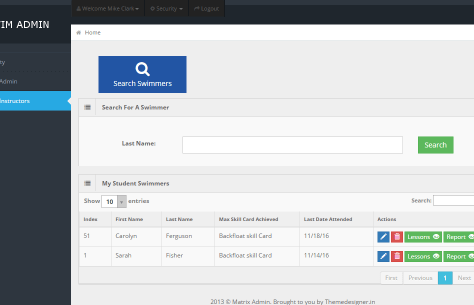 Welcome Mike Clom Security Logout
IM ADMIN
Home
ty
Admin
Instructors
Search Swimmers
Search For A Swimmer
Last Name:
Search
My Student Swimmers
Show 10 entries
Search:
Index First Name Last Name Max Skill Card Achieved Last Date Attended Actions
51 Carolyn Ferguson Backfloat skill Card 11/18/16 Lessons Report
1 Sarah Fisher Backfloat skill Card 11/14/16 Lessons Report
First Previous 1 Next
2013 © Matrix Admin. Brought to you by Themedesigner.in